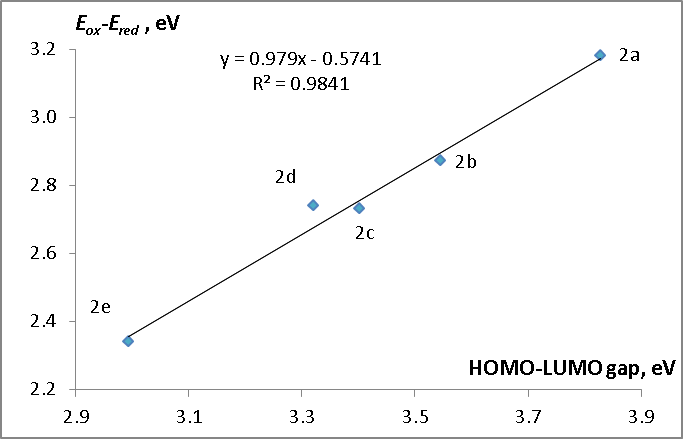 Eox-Ered , eV
y = 0.979x - 0.5741
R² = 0.9841
3.2
3.0
2.8
2.6
2.4
2.2
2a
2b
2d
2c
2e
HOMO-LUMO gap, eV
2.9
3.1
3.3
3.5
3.7
3.9